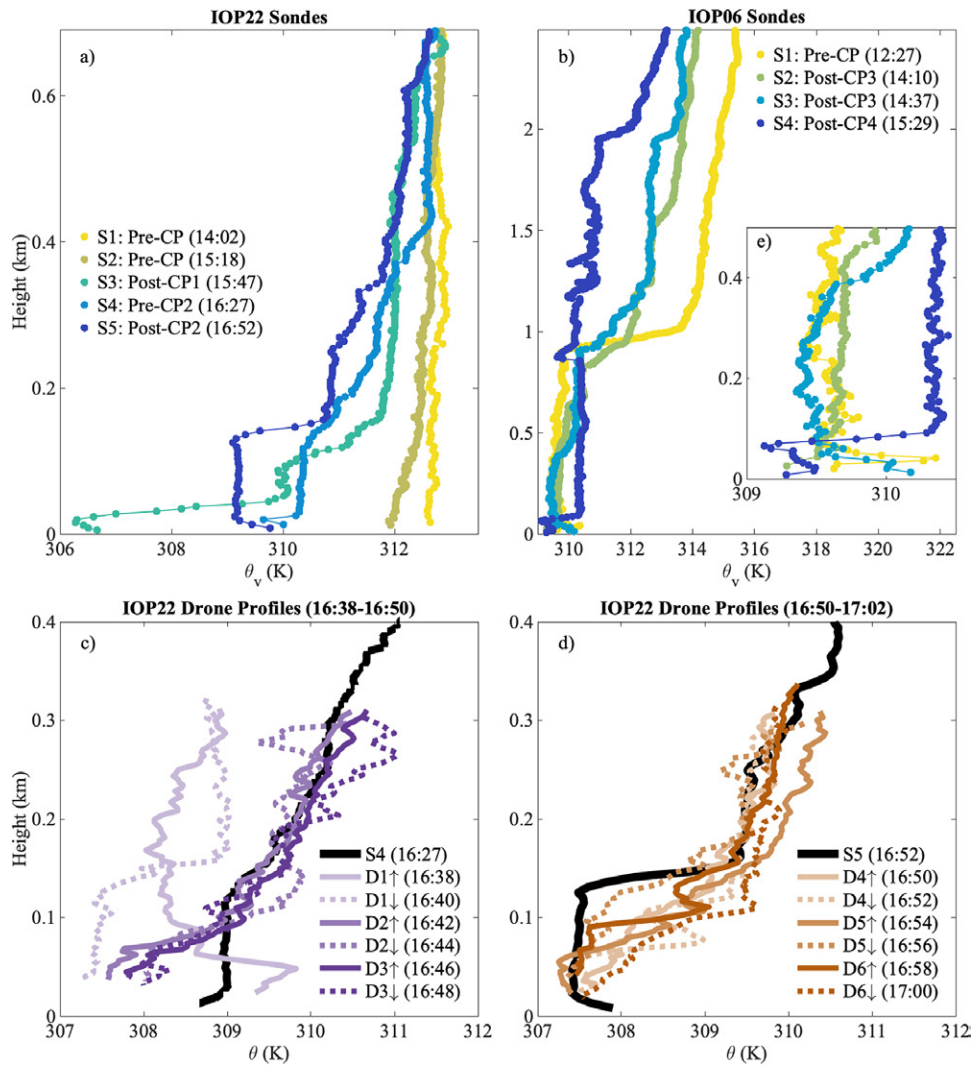 IOP22 Sondes
a)
S1: Pre-CP (14:02)
S2: Pre-CP (15:18)
S3: Post-CP1 (15:47)
S4: Pre-CP2 (16:27)
S5: Post-CP2 (16:52)
0.6
0.4
0.2
0
Height (km)
306
308
310
312
θv (K)
IOP06 Sondes
b)
S1: Pre-CP (12:27)
S2: Post-CP3 (14:10)
S3: Post-CP3 (14:37)
S4: Post-CP4 (15:29)
2
1.5
1
0.5
0
310
312
314
316
318
320
322
θv (K)
e)
0.4
0.2
0
309
310
IOP22 Drone Profiles (16:38-16:50)
c)
0.4
0.3
0.2
0.1
0
Height (km)
S4 (16:27)
D1↑ (16:38)
D1↓ (16:40)
D2↑ (16:42)
D2↓ (16:44)
D3↑ (16:46)
D3↓ (16:48)
307
308
309
310
311
312
θ (K)
IOP22 Drone Profiles (16:50-17:02)
d)
0.4
0.3
0.2
0.1
0
S5 (16:52)
D4↑ (16:50)
D4↓ (16:52)
D5↑ (16:54)
D5↓ (16:56)
D6↑ (16:58)
D6↓ (17:00)
307
308
309
310
311
312
θ (K)